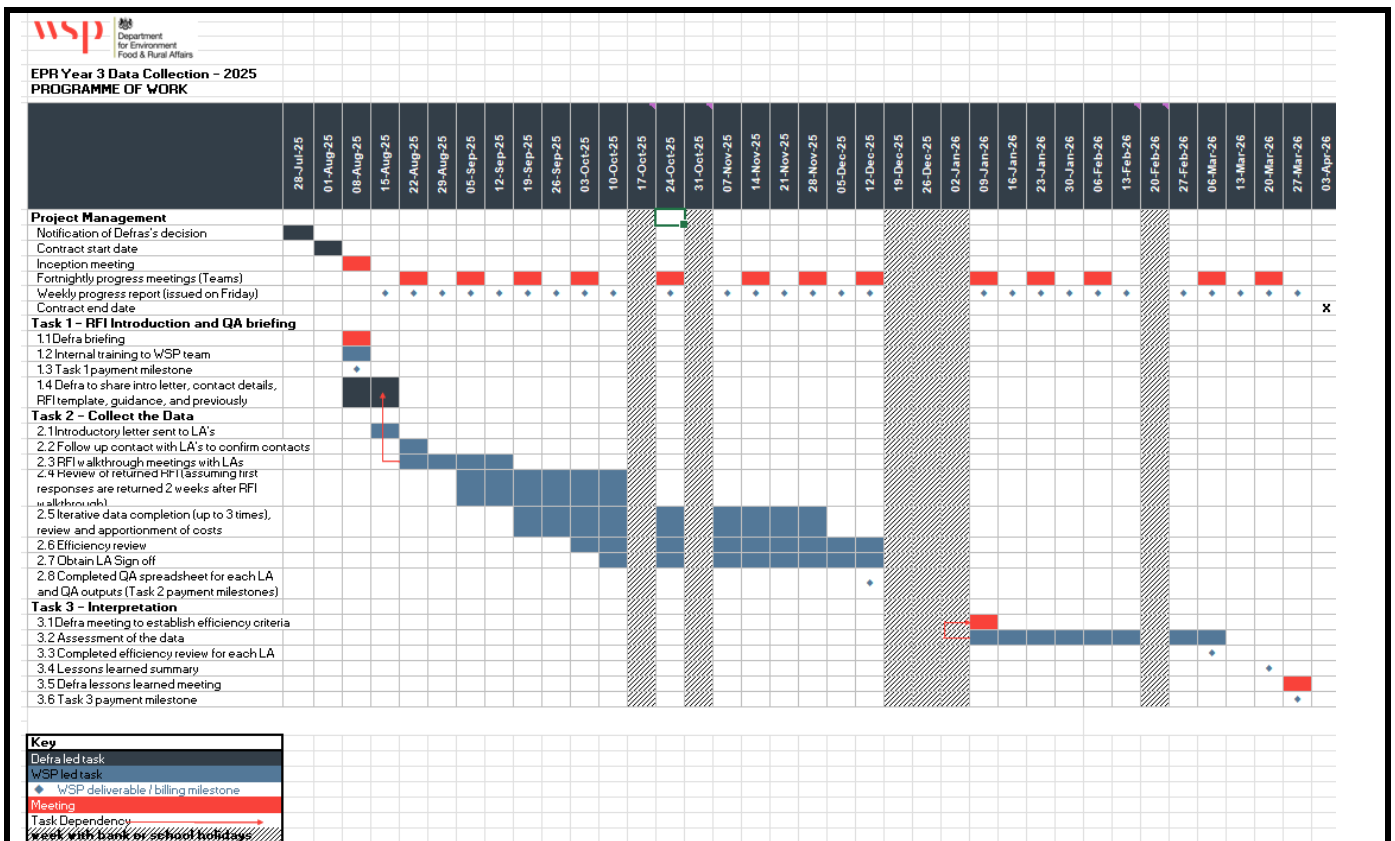 wsp
Department
for Environment
Food & Rural Affairs
EPR Year 3 Data Collection - 2025
PROGRAMME OF WORK
28-Jul-25
01-Aug-25
08-Aug-25
15-Aug-25
22-Aug-25
29-Aug-25
05-Sep-25
12-Sep-25
19-Sep-25
26-Sep-25
03-Oct-25
10-Oct-25
17-Oct-25
24-Oct-25
31-Oct-25
07-Nov-25
14-Nov-25
21-Nov-25
28-Nov-25
05-Dec-25
12-Dec-25
19-Dec-25
26-Dec-25
02-Jan-26
09-Jan-26
16-Jan-26
23-Jan-26
30-Jan-26
06-Feb-26
13-Feb-26
20-Feb-26
27-Feb-26
06-Mar-26
13-Mar-26
20-Mar-26
27-Mar-26
03-Apr-26
Project Management
Notification of Defras's decision
Contract start date
Inception meeting
Fortnightly progress meetings (Teams)
Weekly progress report (issued on Friday)
Contract end date
X
Task 1 - RFI Introduction and QA briefing
1.1 Defra briefing
1.2 Internal training to WSP team
1.3 Task 1 payment milestone
1.4 Defra to share intro letter, contact details,
RFI template, guidance, and previously
Task 2 - Collect the Data
2.1 Introductory letter sent to LA's
2.2 Follow up contact with LA's to confirm contacts
2.3 RFI walkthrough meetings with LAs
2.4 Review of returned RFI (assuming first
responses are returned 2 weeks after RFI
walkthrough)
2.5 Iterative data completion (up to 3 times),
review and apportionment of costs
2.6 Efficiency review
2.7 Obtain LA Sign off
2.8 Completed QA spreadsheet for each LA
and QA outputs (Task 2 payment milestones)
Task 3 - Interpretation
3.1 Defra meeting to establish efficiency criteria
3.2 Assessment of the data
3.3 Completed efficiency review for each LA
3.4 Lessons learned summary
3.5 Defra lessons learned meeting
3.6 Task 3 payment milestone
Key
Defra led task
WSP led task
WSP deliverable / billing milestone
Meeting
Task Dependency
week with bank or school holidays